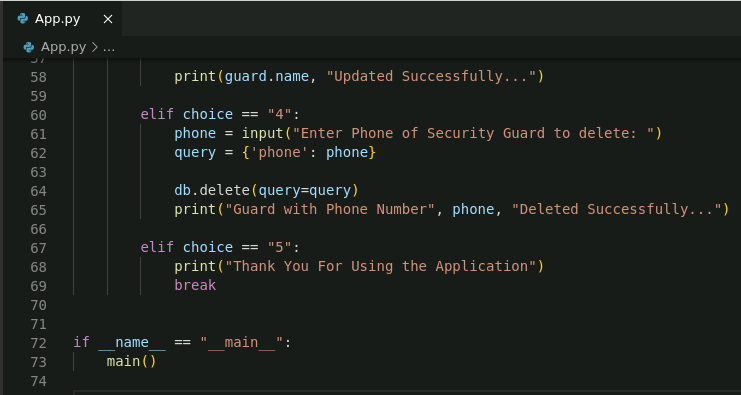 App.py ×
App.py > ...
57
58 print(guard.name, "Updated Successfully...")
59
60 elif choice == "4":
61 phone = input("Enter Phone of Security Guard to delete: ")
62 query = {'phone': phone}
63
64 db.delete(query=query)
65 print("Guard with Phone Number", phone, "Deleted Successfully...")
66
67 elif choice == "5":
68 print("Thank You For Using the Application")
69 break
70
71
72 if __name__ == "__main__":
73 main()
74